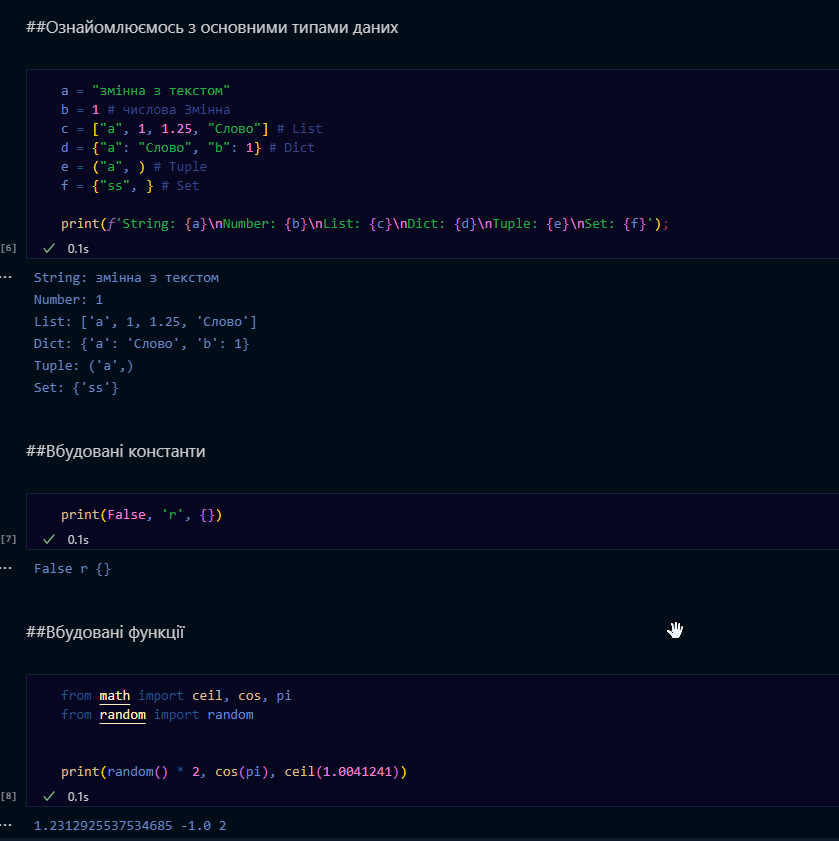 ##Ознайомлюємось з основними типами даних
a = "змінна з текстом"
b = 1 # числова Змінна
c = ["a", 1, 1.25, "Слово"] # List
d = {"a": "Слово", "b": 1} # Dict
e = ("a", ) # Tuple
f = {"ss", } # Set
print(f'String: {a}\nNumber: {b}\nList: {c}\nDict: {d}\nTuple: {e}\nSet: {f}');
[6] ✓ 0.1s
... String: змінна з текстом
Number: 1
List: ['a', 1, 1.25, 'Слово']
Dict: {'a': 'Слово', 'b': 1}
Tuple: ('a',)
Set: {'ss'}
##Вбудовані константи
print(False, 'r', {})
[7] ✓ 0.1s
... False r {}
##Вбудовані функції
from math import ceil, cos, pi
from random import random
print(random() * 2, cos(pi), ceil(1.0041241))
[8] ✓ 0.1s
... 1.2312925537534685 -1.0 2